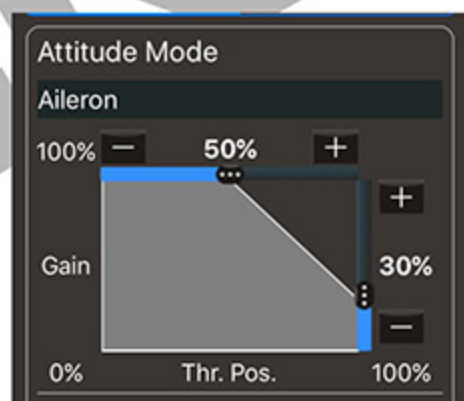 Attitude Mode
Aileron
100% − 50% +
+
Gain 30%
−
0% Thr. Pos. 100%